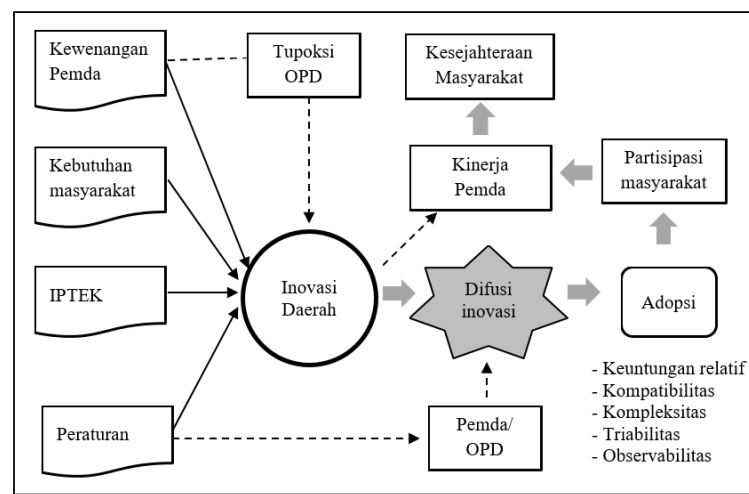 Kewenangan
Pemda
Tupoksi
OPD
Kesejahteraan
Masyarakat
Kebutuhan
masyarakat
Kinerja
Pemda
Partisipasi
masyarakat
IPTEK
Inovasi
Daerah
Difusi
inovasi
Adopsi
- Keuntungan relatif
- Kompatibilitas
- Kompleksitas
- Triabilitas
- Observabilitas
Peraturan
Pemda/
OPD